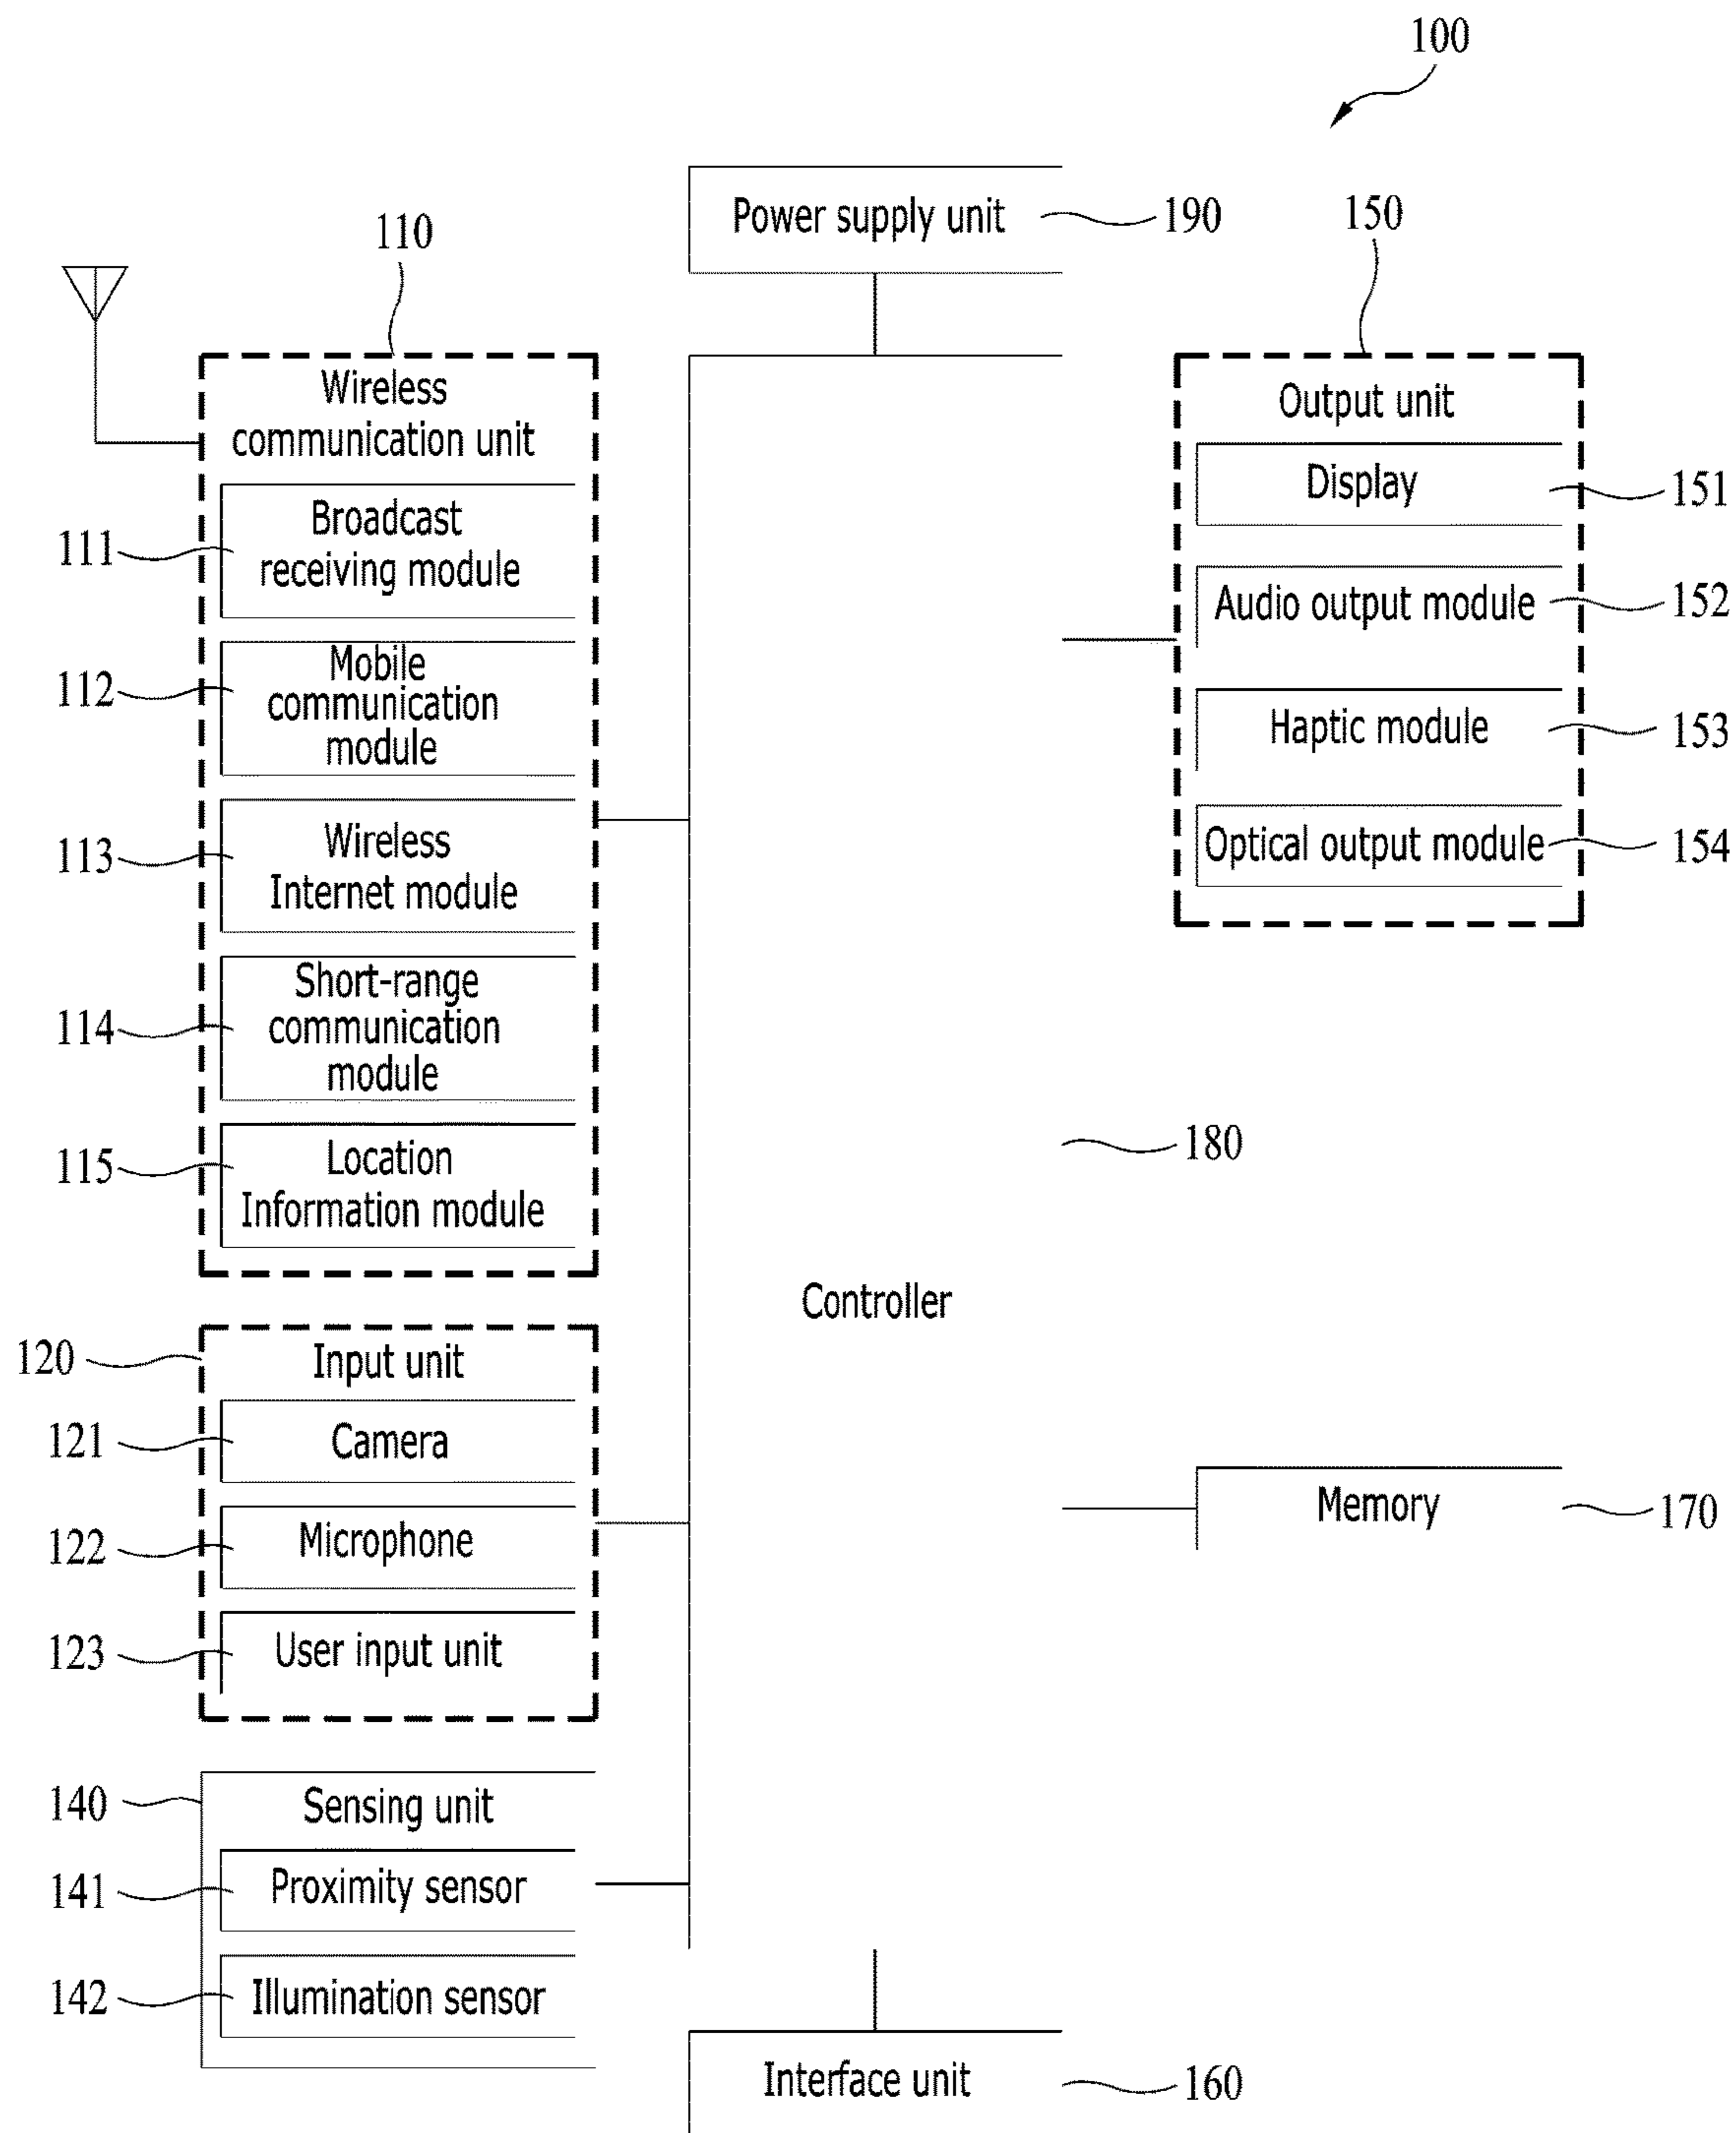 100
Power supply unit
190
110
Wireless
communication unit
111
Broadcast
receiving module
112
Mobile
communication
module
113
Wireless
Internet module
114
Short-range
communication
module
115
Location
Information module
120
Input unit
121
Camera
122
Microphone
123
User input unit
140
Sensing unit
141
Proximity sensor
142
Illumination sensor
Controller
180
150
Output unit
Display
151
Audio output module
152
Haptic module
153
Optical output module
154
Memory
170
Interface unit
160